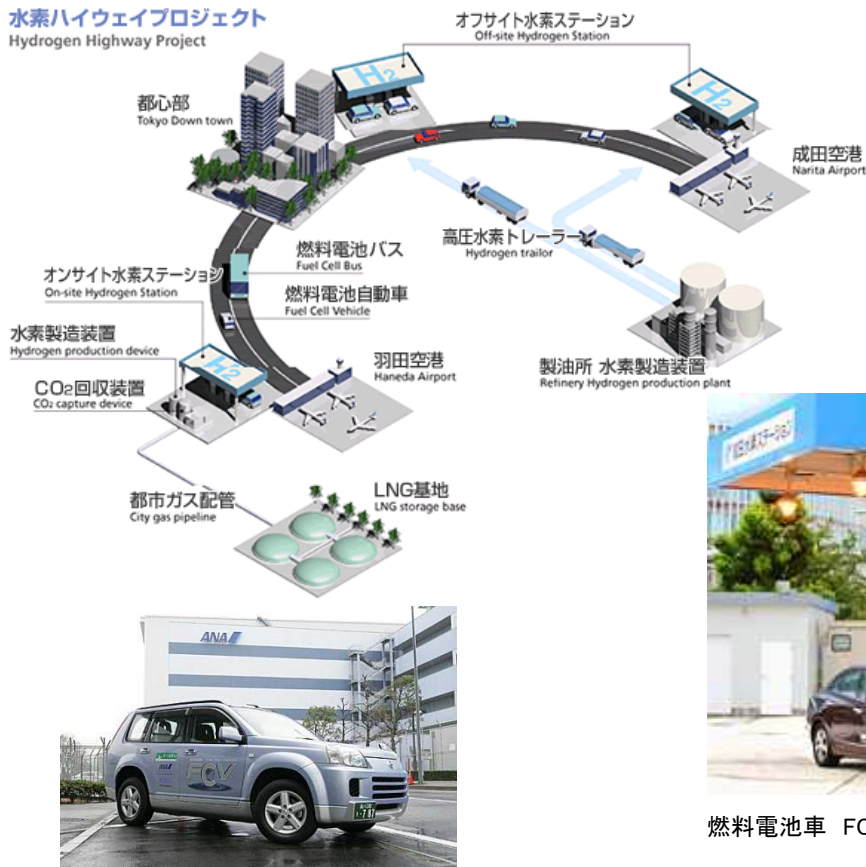 水素ハイウェイプロジェクト
Hydrogen Highway Project
オフサイト水素ステーション
Off-site Hydrogen Station
H2
H2
都心部
Tokyo Down town
成田空港
Narita Airport
高圧水素トレーラー
Hydrogen trailor
燃料電池バス
Fuel Cell Bus
オンサイト水素ステーション
On-site Hydrogen Station
燃料電池自動車
Fuel Cell Vehicle
水素製造装置
Hydrogen production device
H2
羽田空港
Haneda Airport
製油所 水素製造装置
Refinery Hydrogen production plant
CO2回収装置
CO2 capture device
都市ガス配管
City gas pipeline
LNG基地
LNG storage base
水素ステーション
ANA
FCV
燃料電池車 FC